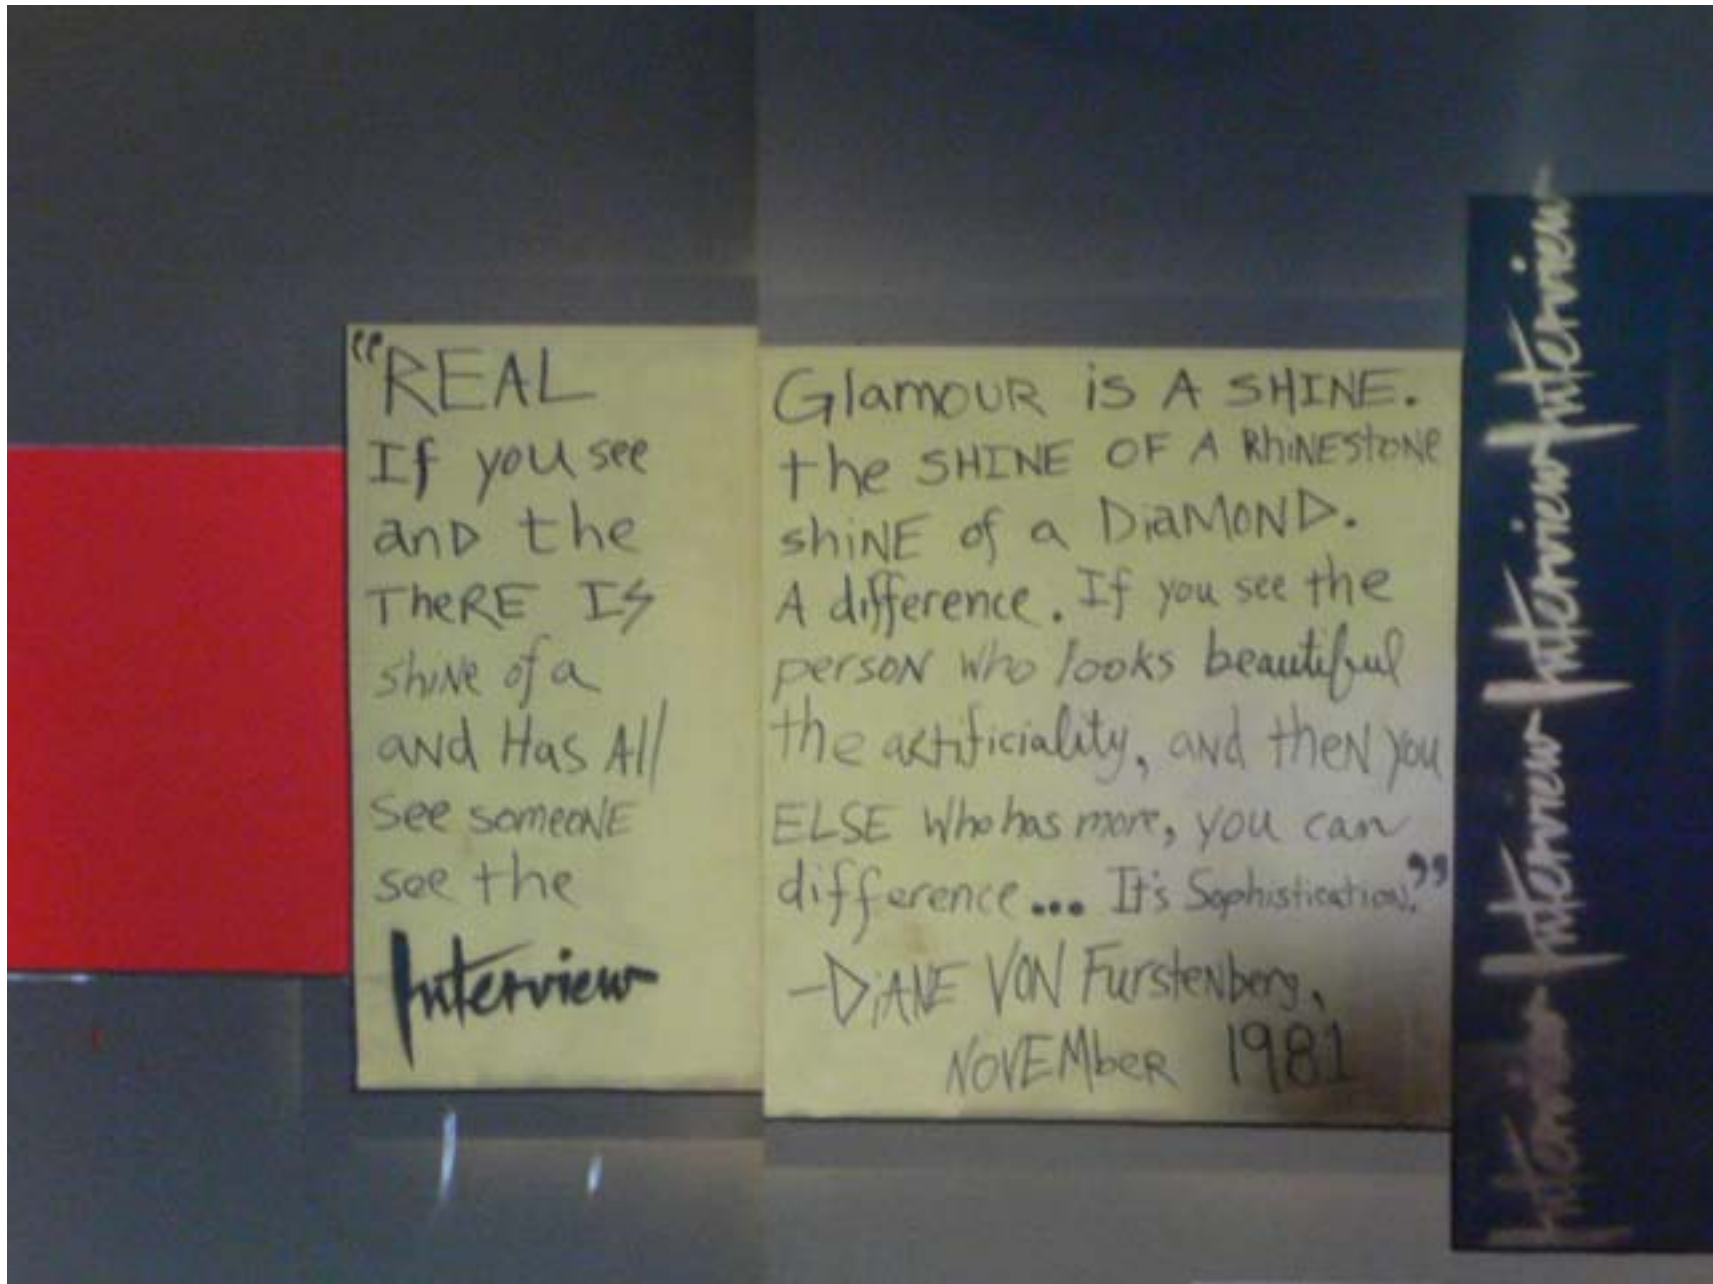 “REAL Glamour is A SHINE.
If you see the SHINE OF A RhiNEStONE
anD the shiNE of a DiaMOND.
TheRE IS A difference. If you see the
shiNe of a person who looks beautiful
aNd Has All the artificiality, aNd theN you
see someoNE ELSE who has more, you can
see the difference... It's Sophistication.”
Interview –DiANE VON Furstenberg,
NOVEMbER 1981
Interview Interview Interview Interview